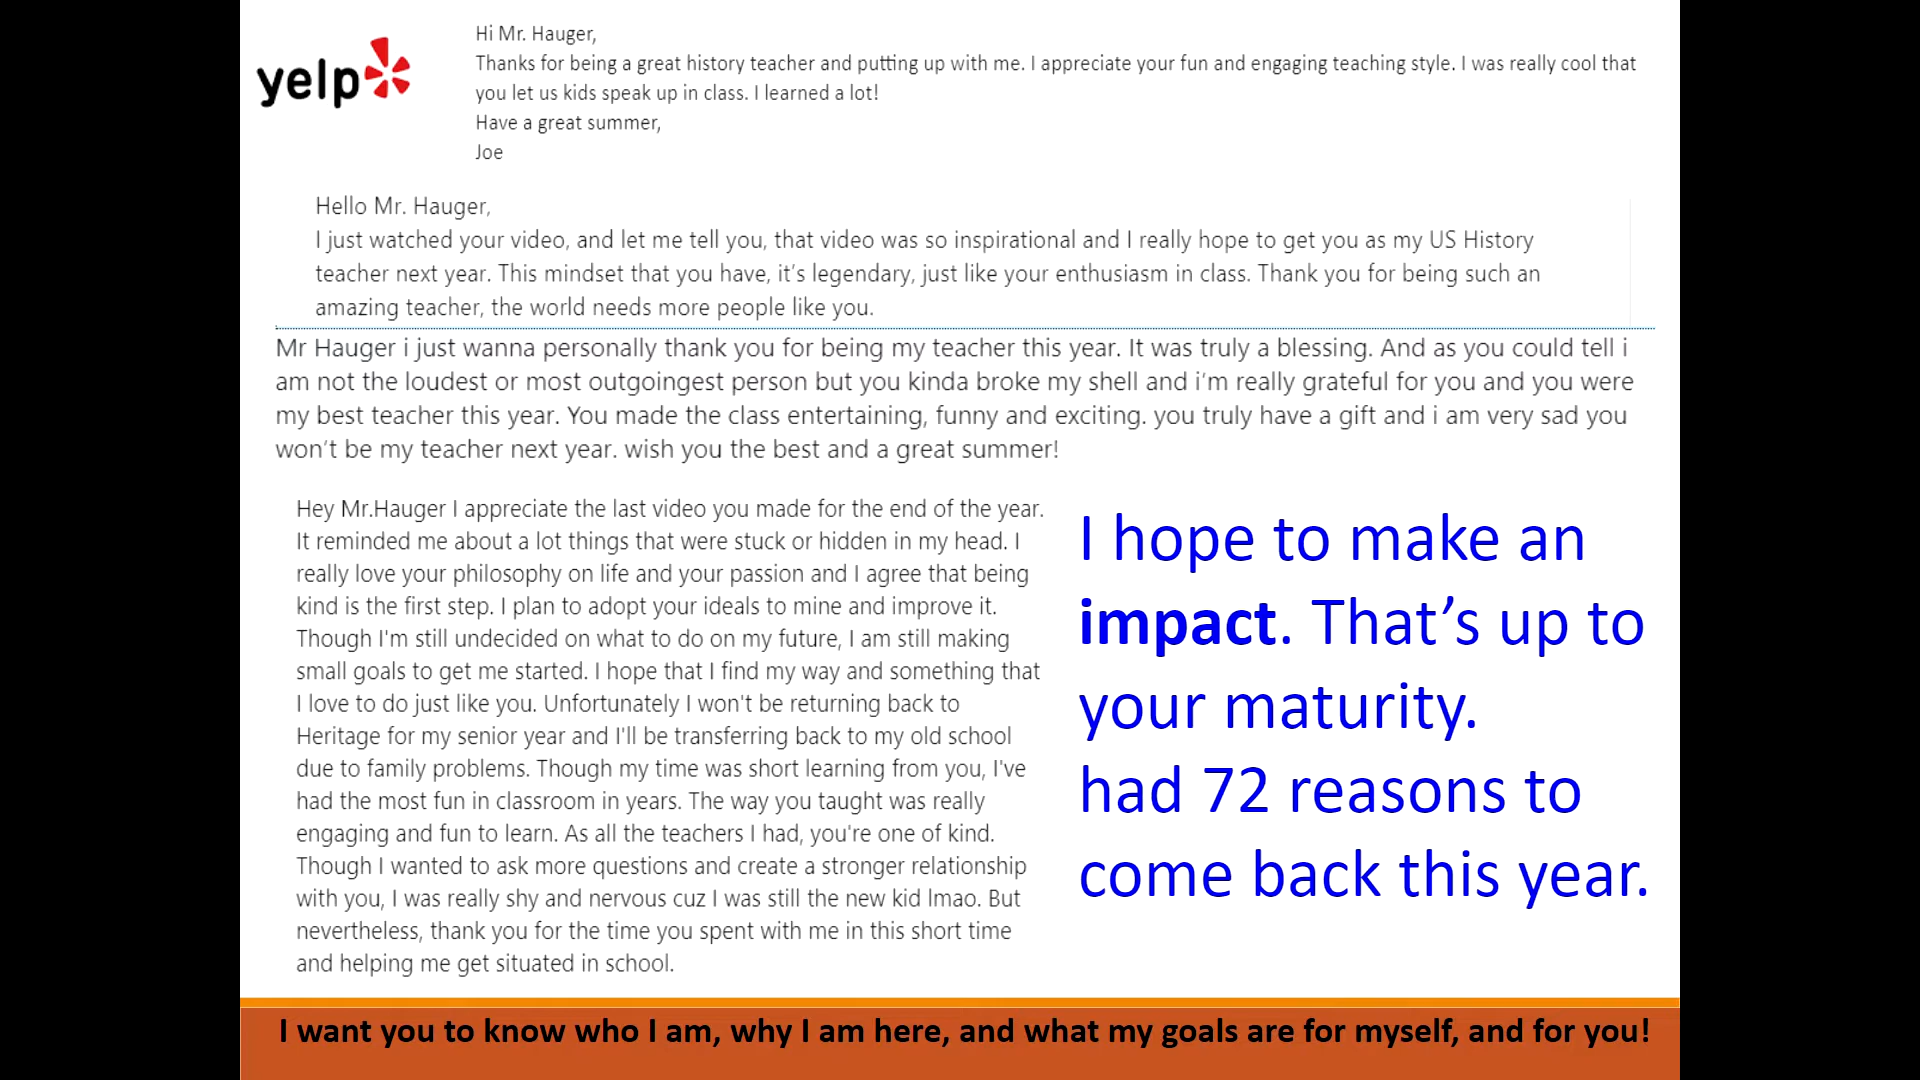 yelp
Hi Mr. Hauger,
Thanks for being a great history teacher and putting up with me. I appreciate your fun and engaging teaching style. I was really cool that
you let us kids speak up in class. I learned a lot!
Have a great summer,
Joe
Hello Mr. Hauger,
I just watched your video, and let me tell you, that video was so inspirational and I really hope to get you as my US History
teacher next year. This mindset that you have, it's legendary, just like your enthusiasm in class. Thank you for being such an
amazing teacher, the world needs more people like you.
Mr Hauger i just wanna personally thank you for being my teacher this year. It was truly a blessing. And as you could tell i
am not the loudest or most outgoingest person but you kinda broke my shell and i'm really grateful for you and you were
my best teacher this year. You made the class entertaining, funny and exciting. you truly have a gift and i am very sad you
won't be my teacher next year. wish you the best and a great summer!
Hey Mr.Hauger I appreciate the last video you made for the end of the year.
It reminded me about a lot things that were stuck or hidden in my head. I
really love your philosophy on life and your passion and I agree that being
kind is the first step. I plan to adopt your ideals to mine and improve it.
Though I'm still undecided on what to do on my future, I am still making
small goals to get me started. I hope that I find my way and something that
I love to do just like you. Unfortunately I won't be returning back to
Heritage for my senior year and I'll be transferring back to my old school
due to family problems. Though my time was short learning from you, I've
had the most fun in classroom in years. The way you taught was really
engaging and fun to learn. As all the teachers I had, you're one of kind.
Though I wanted to ask more questions and create a stronger relationship
with you, I was really shy and nervous cuz I was still the new kid lmao. But
nevertheless, thank you for the time you spent with me in this short time
and helping me get situated in school.
I hope to make an
impact. That's up to
your maturity.
had 72 reasons to
come back this year.
I want you to know who I am, why I am here, and what my goals are for myself, and for you!